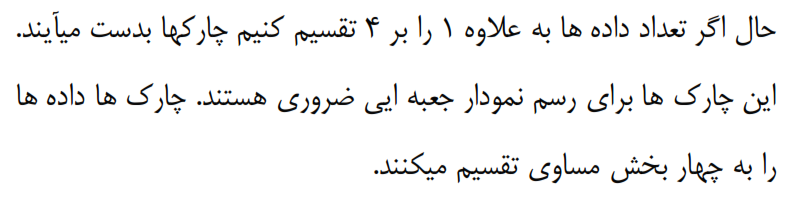 حال اگر تعداد داده ها به علاوه ۱ را بر ۴ تقسیم کنیم چارکها بدست میآیند.
این چارک ها برای رسم نمودار جعبه ایی ضروری هستند. چارک ها داده ها
را به چهار بخش مساوی تقسیم میکنند.